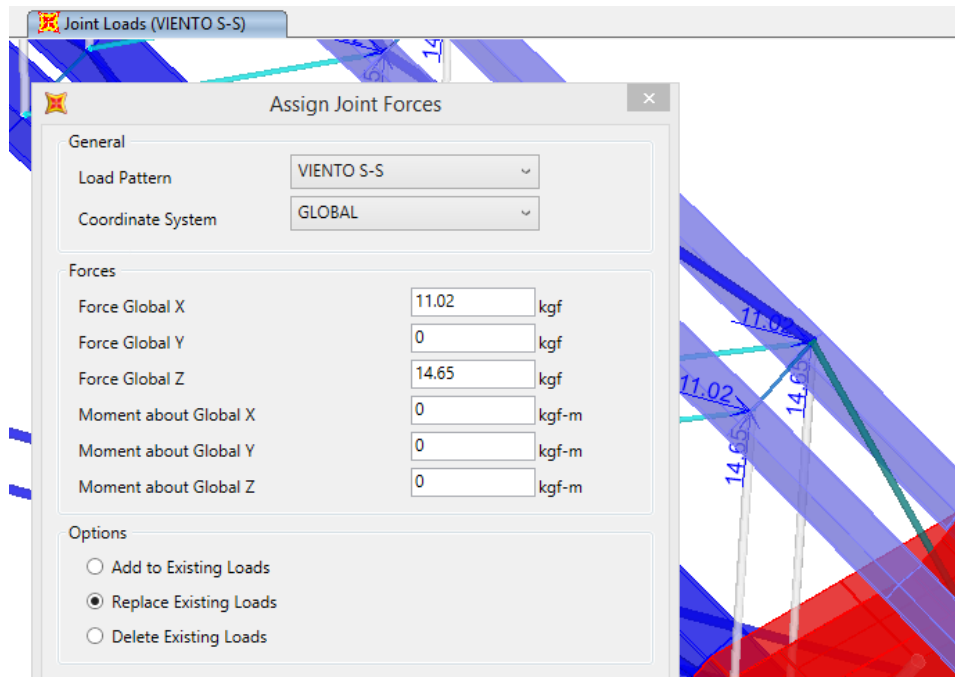 Joint Loads (VIENTO S-S)
Assign Joint Forces
General
Load Pattern VIENTO S-S
Coordinate System GLOBAL
Forces
Force Global X 11.02 kgf
Force Global Y 0 kgf
Force Global Z 14.65 kgf
Moment about Global X 0 kgf-m
Moment about Global Y 0 kgf-m
Moment about Global Z 0 kgf-m
Options
Add to Existing Loads
Replace Existing Loads
Delete Existing Loads
11.02
11.02
14.65
14.65